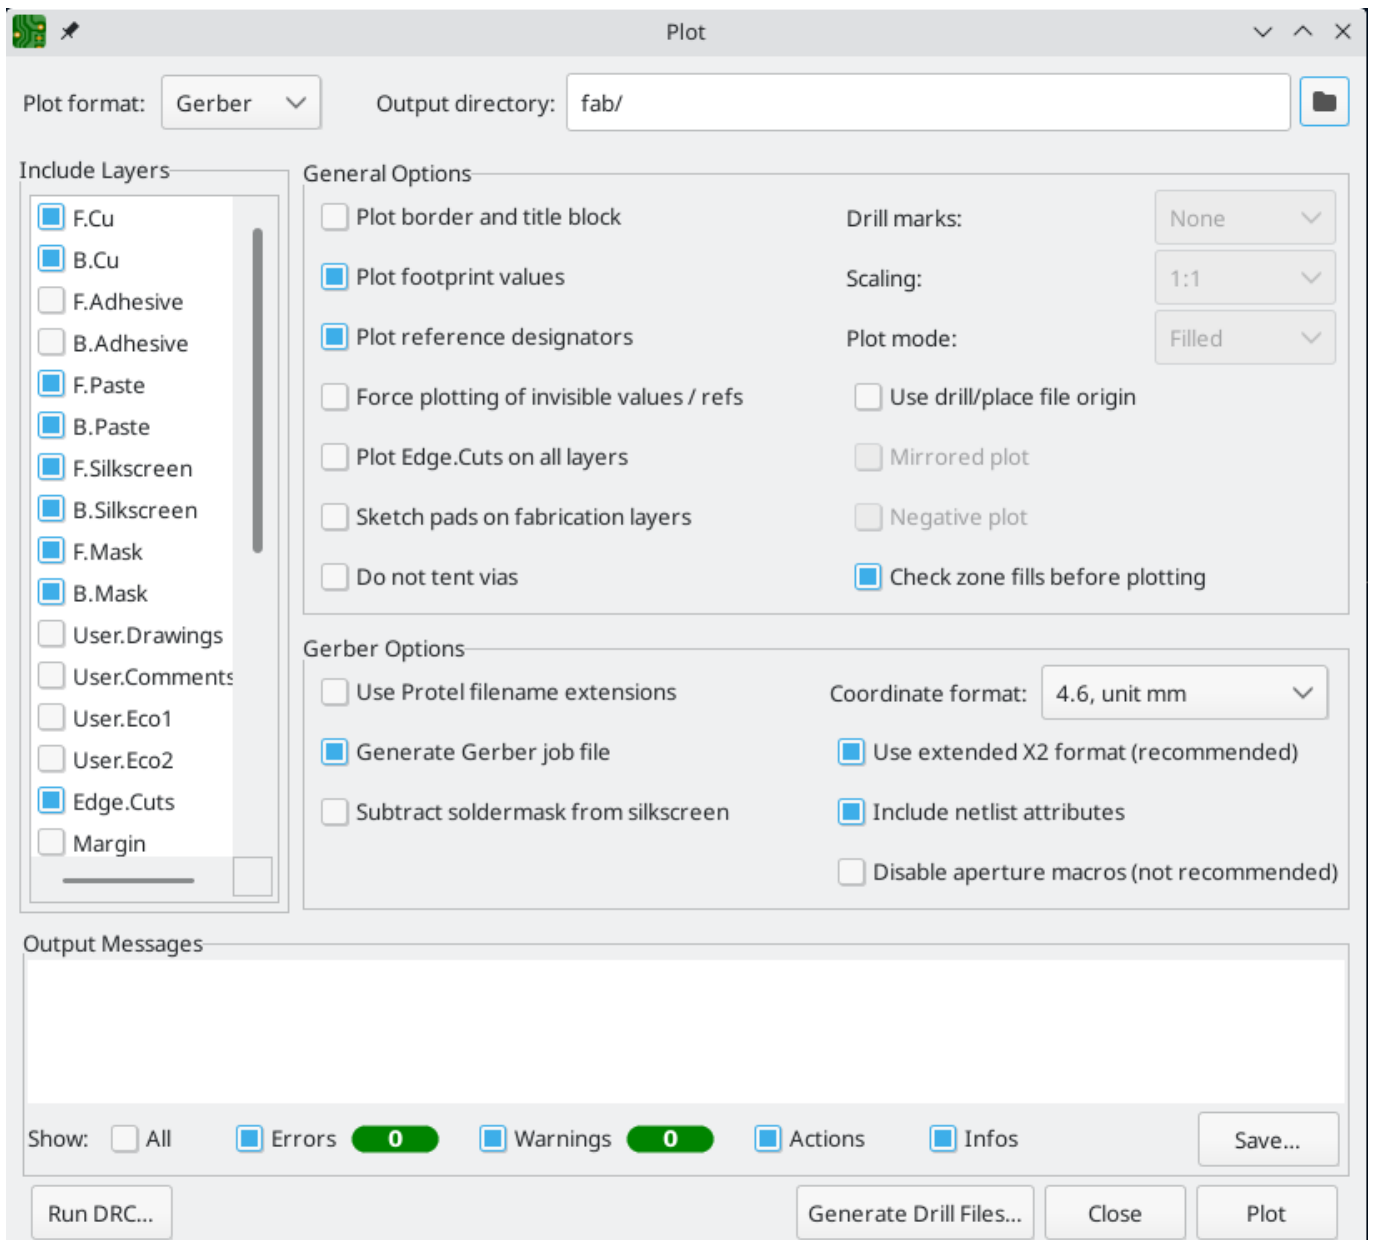 Plot
Plot format: Gerber Output directory: fab/
Include Layers
F.Cu
B.Cu
F.Adhesive
B.Adhesive
F.Paste
B.Paste
F.Silkscreen
B.Silkscreen
F.Mask
B.Mask
User.Drawings
User.Comments
User.Eco1
User.Eco2
Edge.Cuts
Margin
General Options
Plot border and title block
Plot footprint values
Plot reference designators
Force plotting of invisible values / refs
Plot Edge.Cuts on all layers
Sketch pads on fabrication layers
Do not tent vias
Drill marks: None
Scaling: 1:1
Plot mode: Filled
Use drill/place file origin
Mirrored plot
Negative plot
Check zone fills before plotting
Gerber Options
Use Protel filename extensions
Generate Gerber job file
Subtract soldermask from silkscreen
Coordinate format: 4.6, unit mm
Use extended X2 format (recommended)
Include netlist attributes
Disable aperture macros (not recommended)
Output Messages
Show: All Errors 0 Warnings 0 Actions Infos Save...
Run DRC... Generate Drill Files... Close Plot